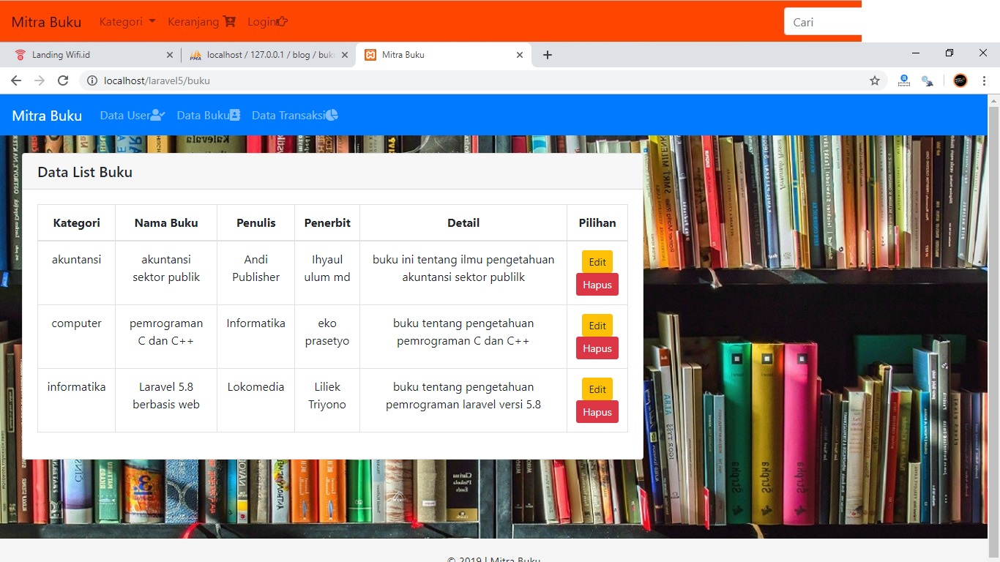 Mitra Buku Kategori Keranjang Login Cari
Landing Wifi.id localhost / 127.0.0.1 / blog / buk Mitra Buku
localhost/laravel5/buku
Mitra Buku Data User Data Buku Data Transaksi
Data List Buku
Kategori Nama Buku Penulis Penerbit Detail Pilihan
akuntansi akuntansi Andi Ihyaul buku ini tentang ilmu pengetahuan Edit
sektor publik Publisher ulum md akuntansi sektor publilk Hapus
computer pemrograman Informatika eko buku tentang pengetahuan Edit
C dan C++ prasetyo pemrograman C dan C++ Hapus
informatika Laravel 5.8 Lokomedia Liliek buku tentang pengetahuan Edit
berbasis web Triyono pemrograman laravel versi 5.8 Hapus
© 2019 | Mitra Buku